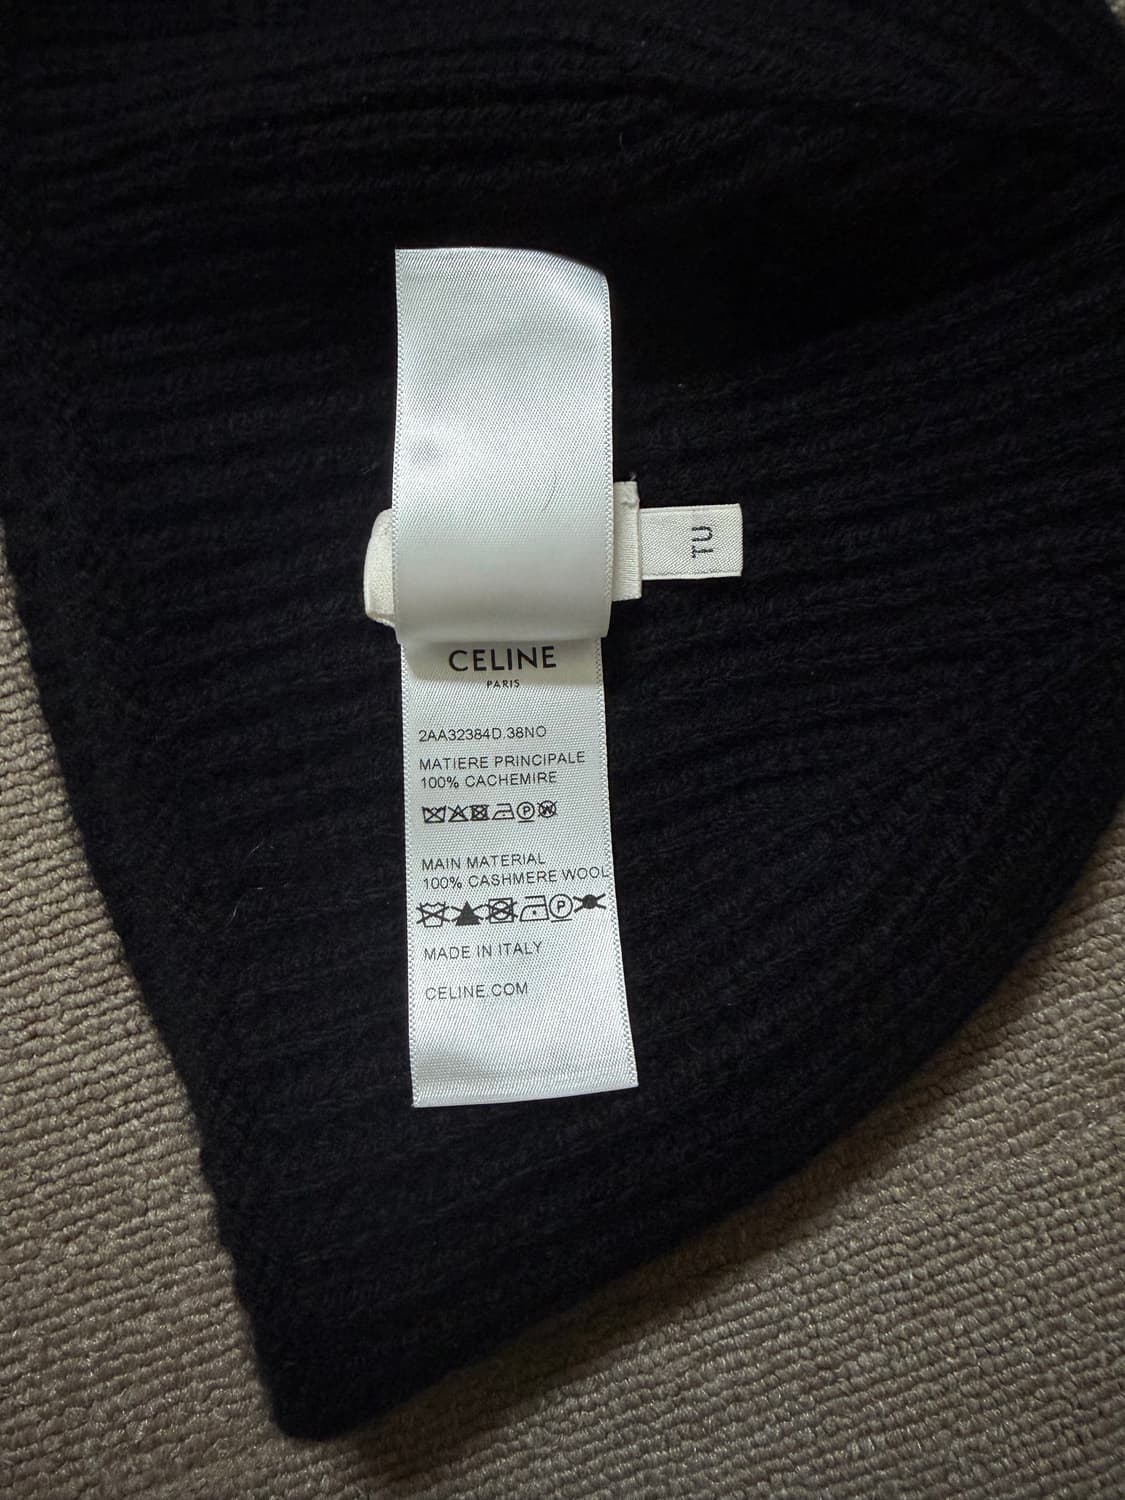 TU
CELINE
PARIS
2AA32384D.38NO
MATIERE PRINCIPALE
100% CACHEMIRE
P W
MAIN MATERIAL
100% CASHMERE WOOL
P
MADE IN ITALY
CELINE.COM